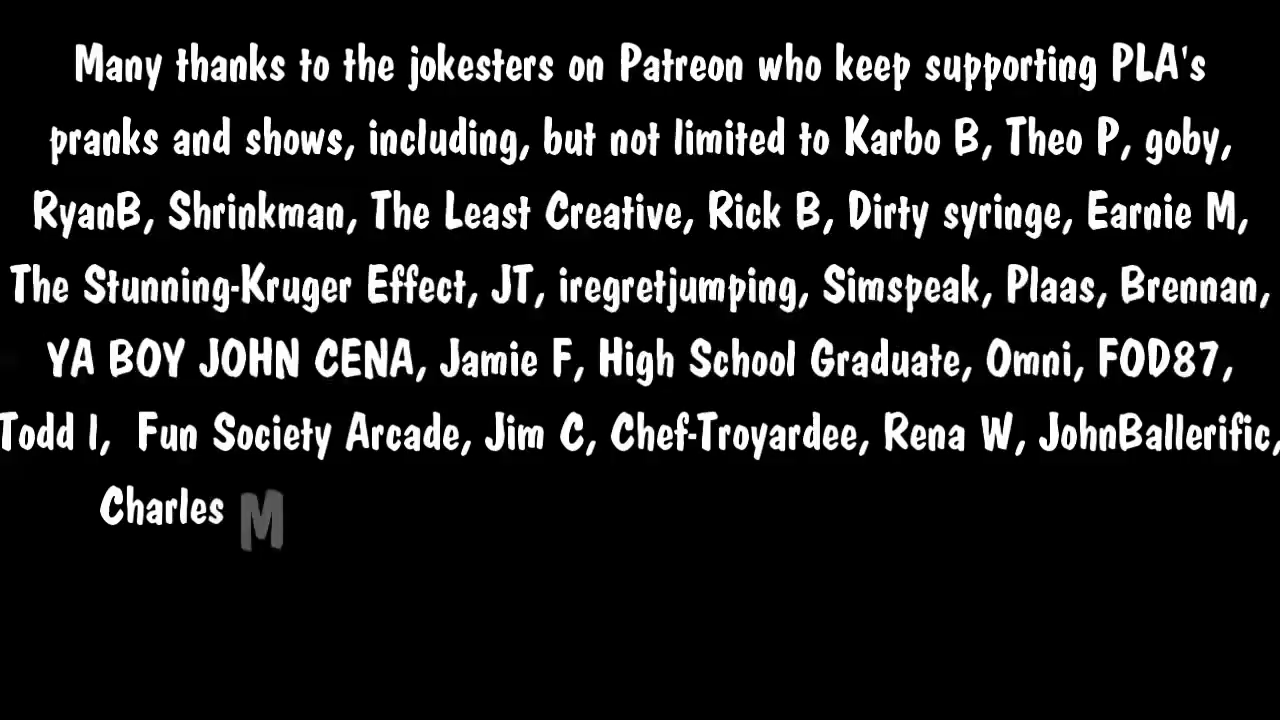 Many thanks to the jokesters on Patreon who keep supporting PLA's
pranks and shows, including, but not limited to Karbo B, Theo P, goby,
RyanB, Shrinkman, The Least Creative, Rick B, Dirty syringe, Earnie M,
The Stunning-Kruger Effect, JT, iregretjumping, Simspeak, Plaas, Brennan,
YA BOY JOHN CENA, Jamie F, High School Graduate, Omni, FOD87,
Todd I,  Fun Society Arcade, Jim C, Chef-Troyardee, Rena W, JohnBallerific,
Charles M